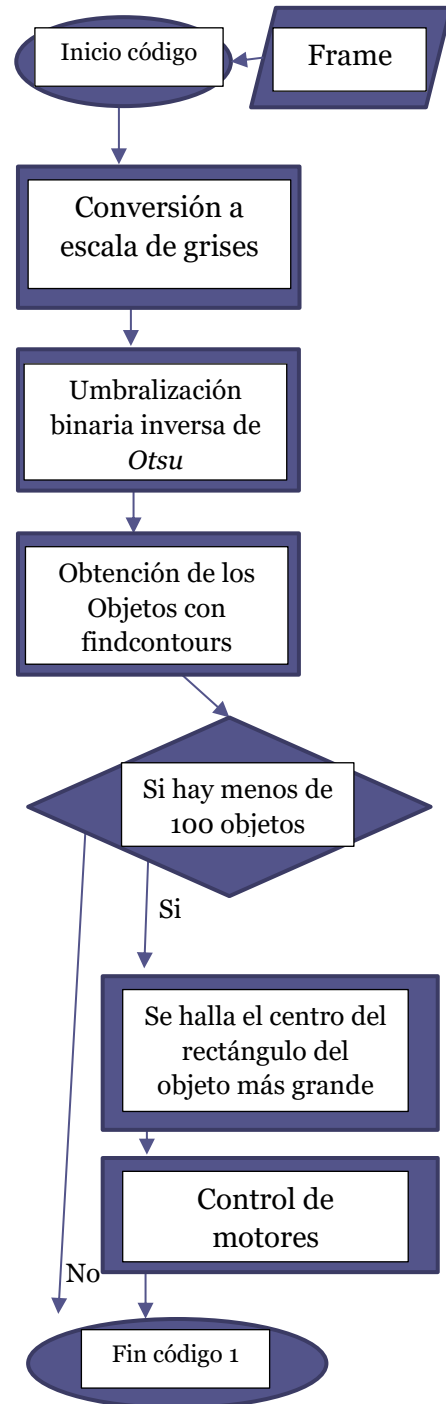 Inicio código
Frame
Conversión a
escala de grises
Umbralización
binaria inversa de
Otsu
Obtención de los
Objetos con
findcontours
Si hay menos de
100 objetos
Si
Se halla el centro del
rectángulo del
objeto más grande
Control de
motores
No
Fin código 1